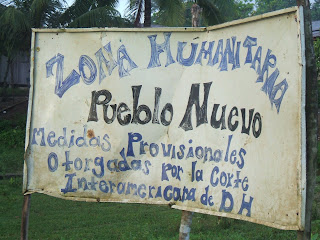 Zona Humanitaria
Pueblo Nuevo
Medidas Provisionales
Otorgadas por la Corte
Interamericana de DH